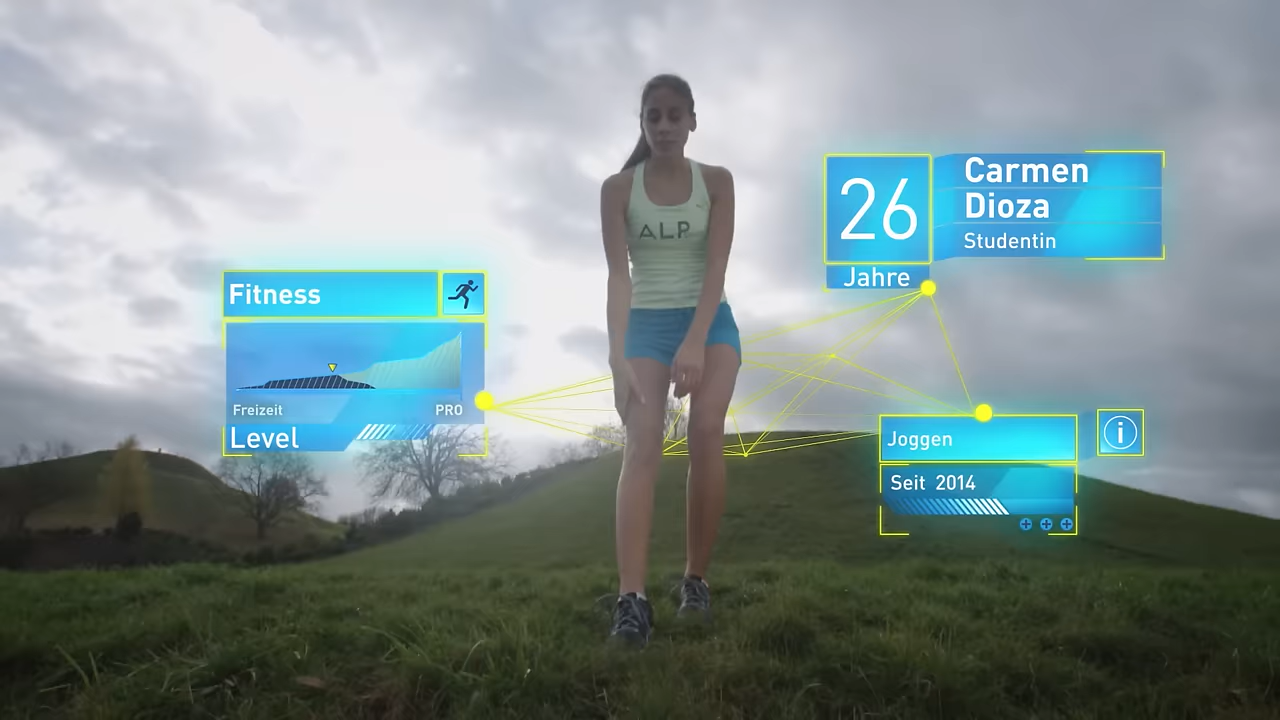 26
Jahre
Carmen
Dioza
Studentin
Fitness
Freizeit PRO
Level
ALP
Joggen
i
Seit 2014